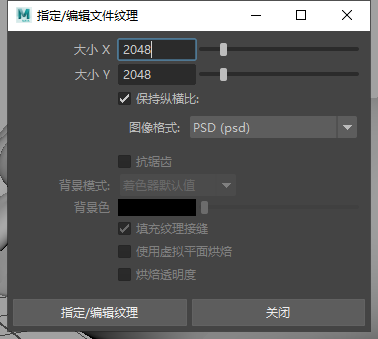 M 指定/编辑文件纹理
大小 X 2048
大小 Y 2048
保持纵横比:
图像格式: PSD (psd)
抗锯齿
背景模式: 着色器默认值
背景色
填充纹理接缝
使用虚拟平面烘焙
烘焙透明度
指定/编辑纹理 关闭